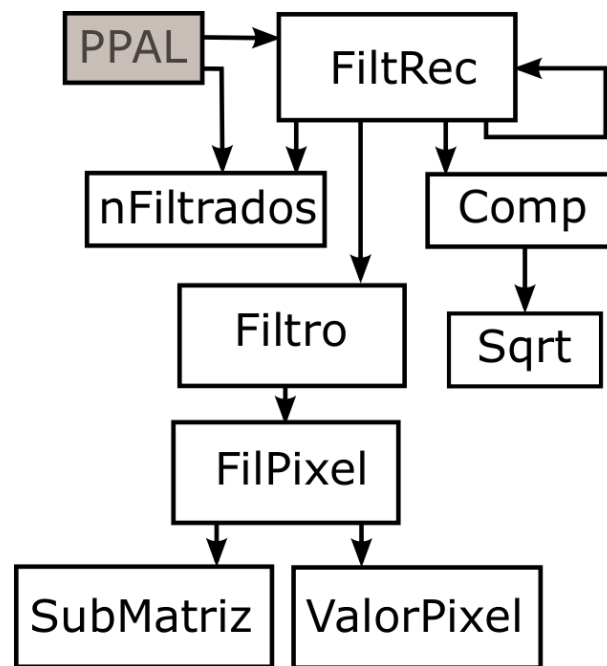 PPAL
FiltRec
nFiltrados
Comp
Filtro
Sqrt
FilPixel
SubMatriz
ValorPixel